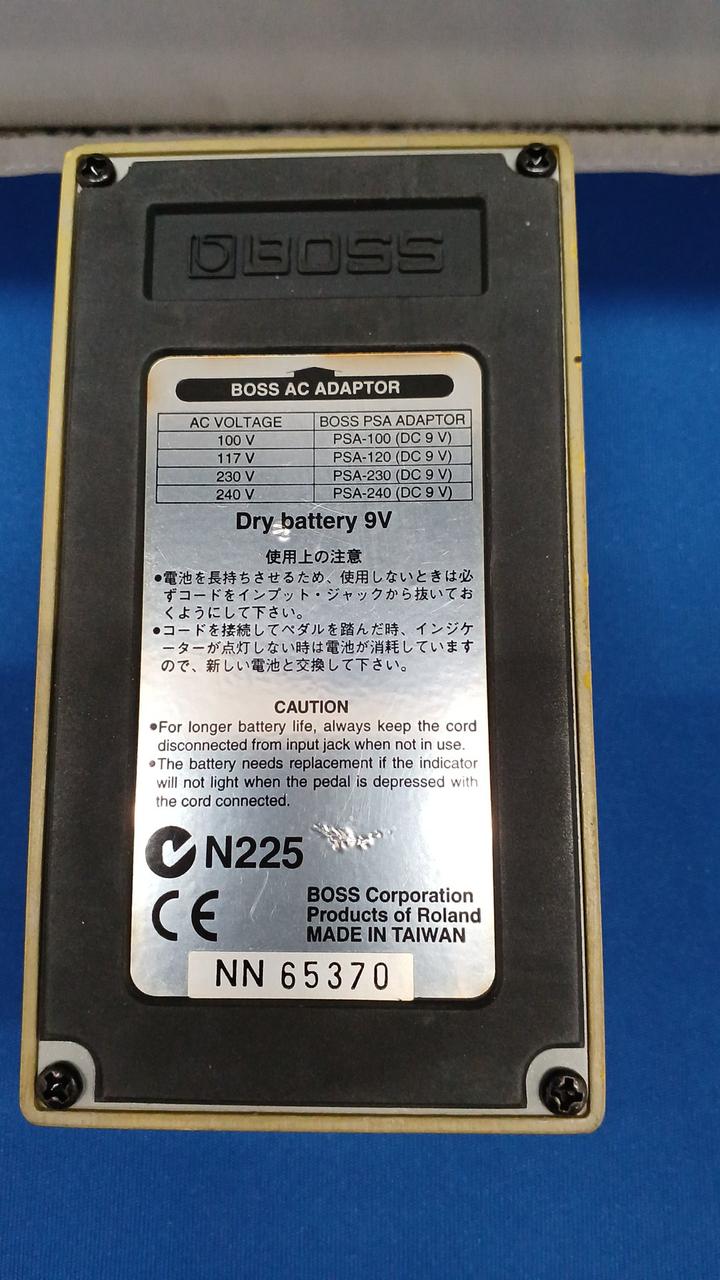 BOSS
BOSS AC ADAPTOR
AC VOLTAGE BOSS PSA ADAPTOR
100 V PSA-100 (DC 9 V)
117 V PSA-120 (DC 9 V)
230 V PSA-230 (DC 9 V)
240 V PSA-240 (DC 9 V)
Dry battery 9V
使用上の注意
●電池を長持ちさせるため、使用しないときは必
ずコードをインプット・ジャックから抜いてお
くようにして下さい。
●コードを接続してペダルを踏んだ時、インジケ
ーターが点灯しない時は電池が消耗しています
ので、新しい電池と交換して下さい。
CAUTION
●For longer battery life, always keep the cord
disconnected from input jack when not in use.
●The battery needs replacement if the indicator
will not light when the pedal is depressed with
the cord connected.
N225
CE
BOSS Corporation
Products of Roland
MADE IN TAIWAN
NN 65370